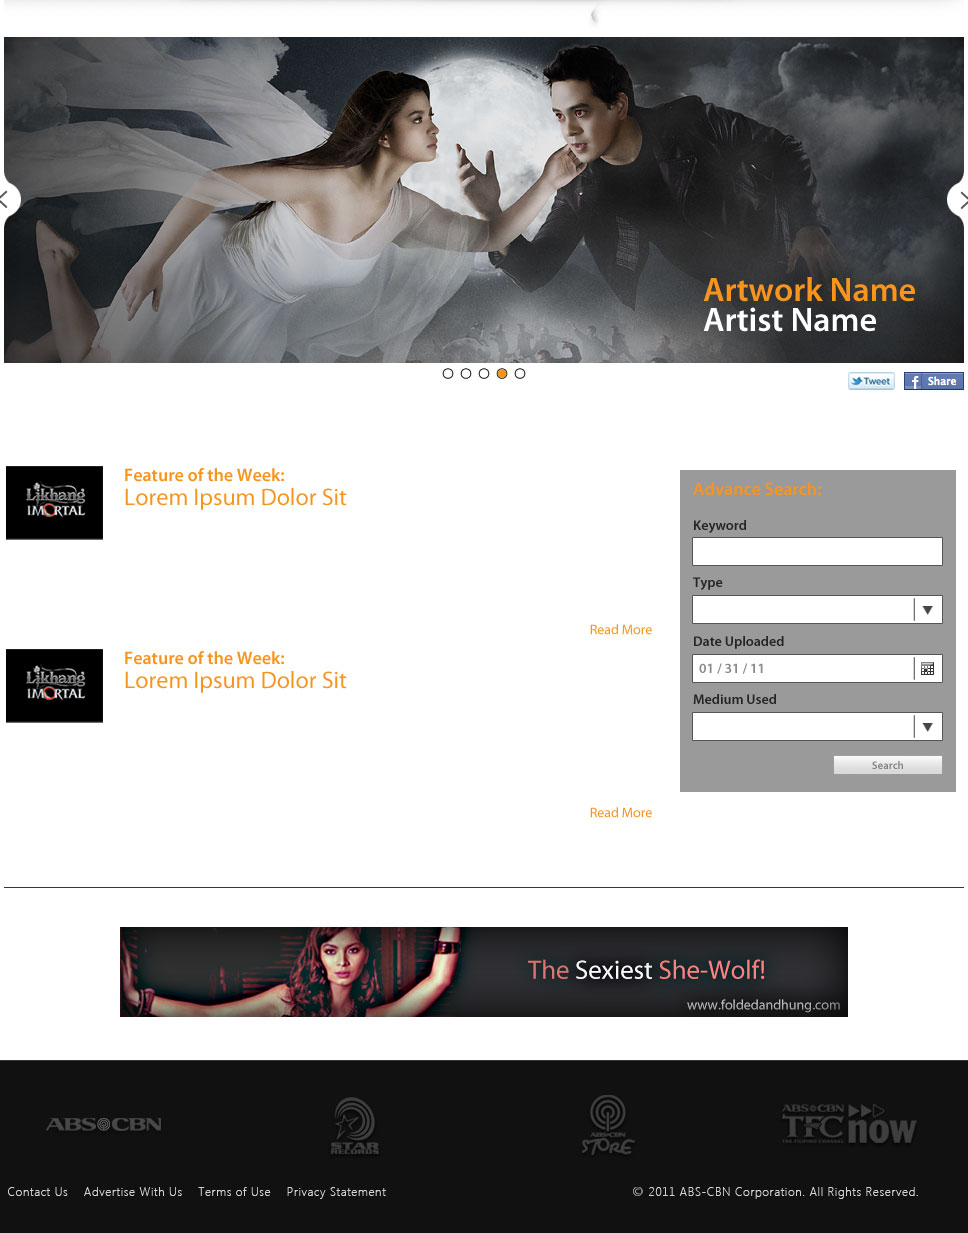 Artwork Name
Artist Name
Tweet
f Share
Feature of the Week:
Lorem Ipsum Dolor Sit
Likhang
IMORTAL
Read More
Feature of the Week:
Lorem Ipsum Dolor Sit
Likhang
IMORTAL
Read More
Advance Search:
Keyword
Type
Date Uploaded
01 / 31 / 11
Medium Used
Search
The Sexiest She-Wolf!
www.foldedandhung.com
ABS-CBN
STAR
RECORDS
ABS-CBN
STORE
ABS-CBN
TFC now
THE FILIPINO CHANNEL
Contact Us Advertise With Us Terms of Use Privacy Statement
© 2011 ABS-CBN Corporation. All Rights Reserved.